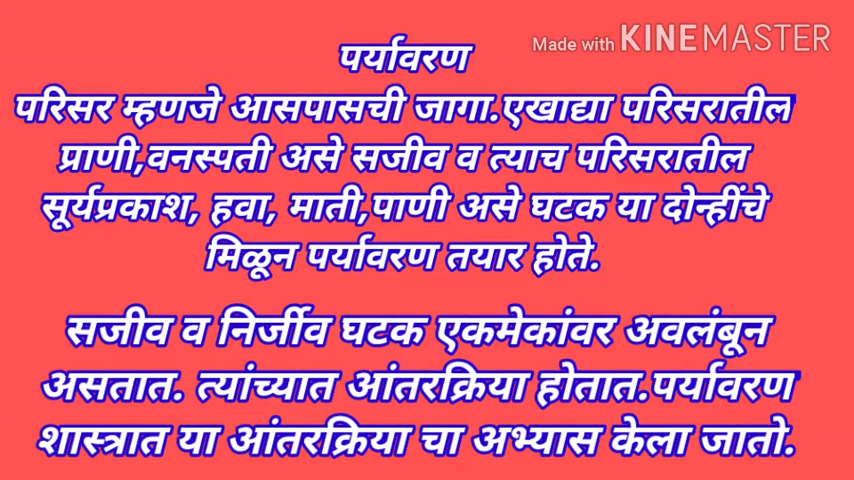 Made with KINEMASTER
पर्यावरण
परिसर म्हणजे आसपासची जागा.एखाद्या परिसरातील
प्राणी,वनस्पती असे सजीव व त्याच परिसरातील
सूर्यप्रकाश, हवा, माती,पाणी असे घटक या दोन्हींचे
मिळून पर्यावरण तयार होते.
सजीव व निर्जीव घटक एकमेकांवर अवलंबून
असतात. त्यांच्यात आंतरक्रिया होतात.पर्यावरण
शास्त्रात या आंतरक्रिया चा अभ्यास केला जातो.